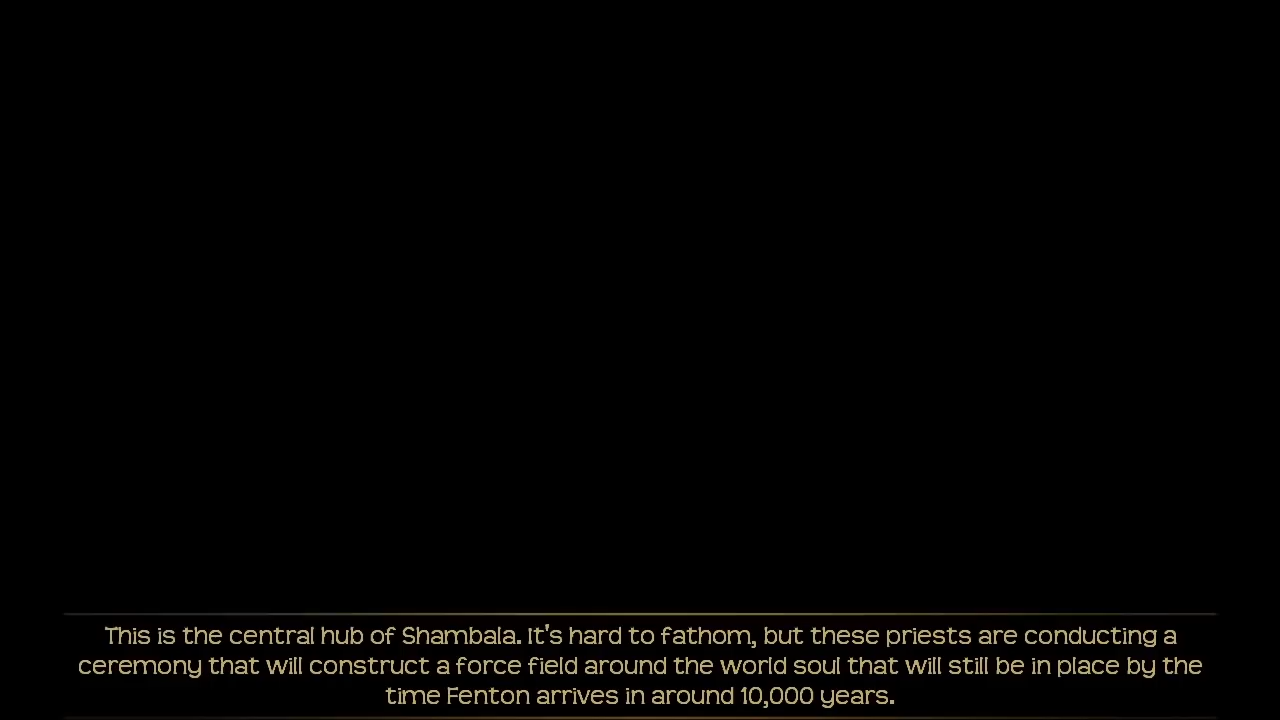 This is the central hub of Shambala. It's hard to fathom, but these priests are conducting a
ceremony that will construct a force field around the world soul that will still be in place by the
time Fenton arrives in around 10,000 years.